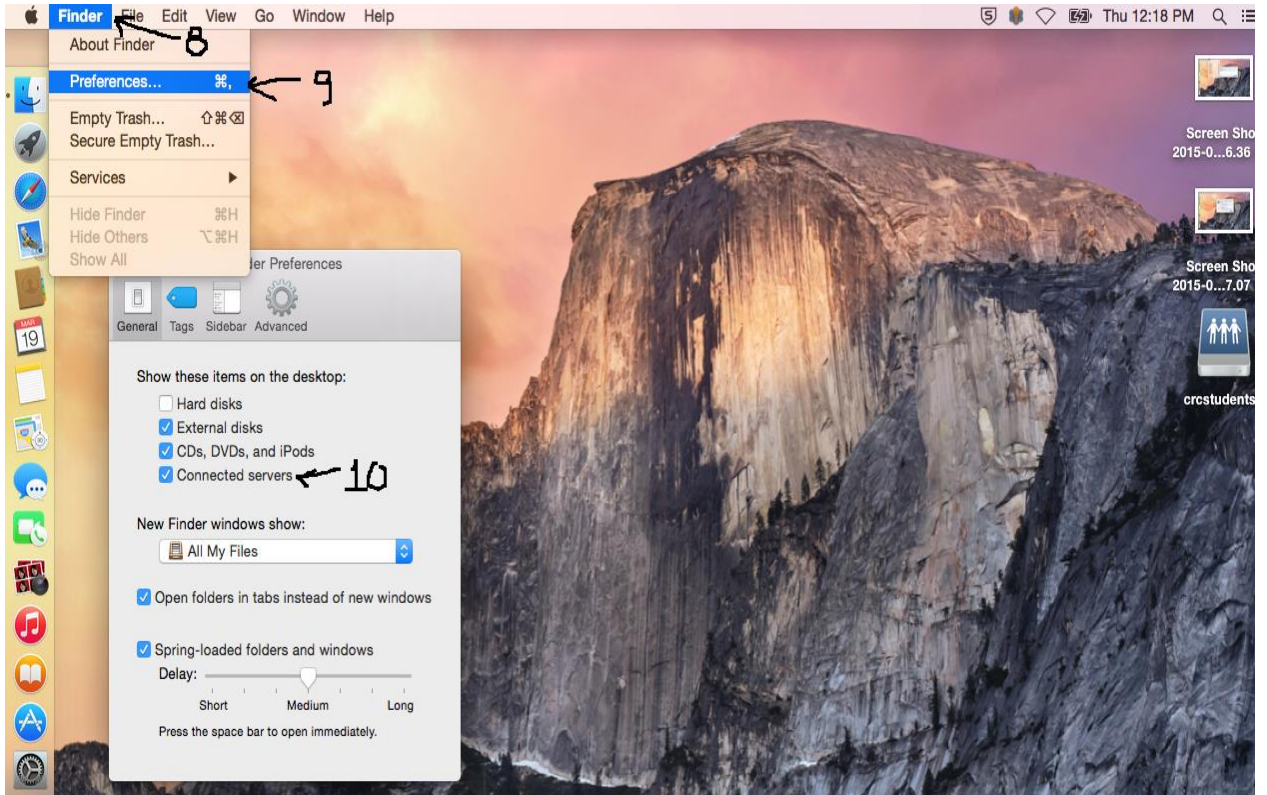 Finder File Edit View Go Window Help
Thu 12:18 PM
8
About Finder
Preferences... ⌘,
9
Empty Trash... ⇧⌘⌫
Secure Empty Trash...
Services ▶
Hide Finder ⌘H
Hide Others ⌥⌘H
Show All
der Preferences
General Tags Sidebar Advanced
Show these items on the desktop:
Hard disks
External disks
CDs, DVDs, and iPods
Connected servers
10
New Finder windows show:
All My Files
Open folders in tabs instead of new windows
Spring-loaded folders and windows
Delay:
Short Medium Long
Press the space bar to open immediately.
MAR
19
Screen Sho
2015-0...6.36
Screen Sho
2015-0...7.07
crcstudents